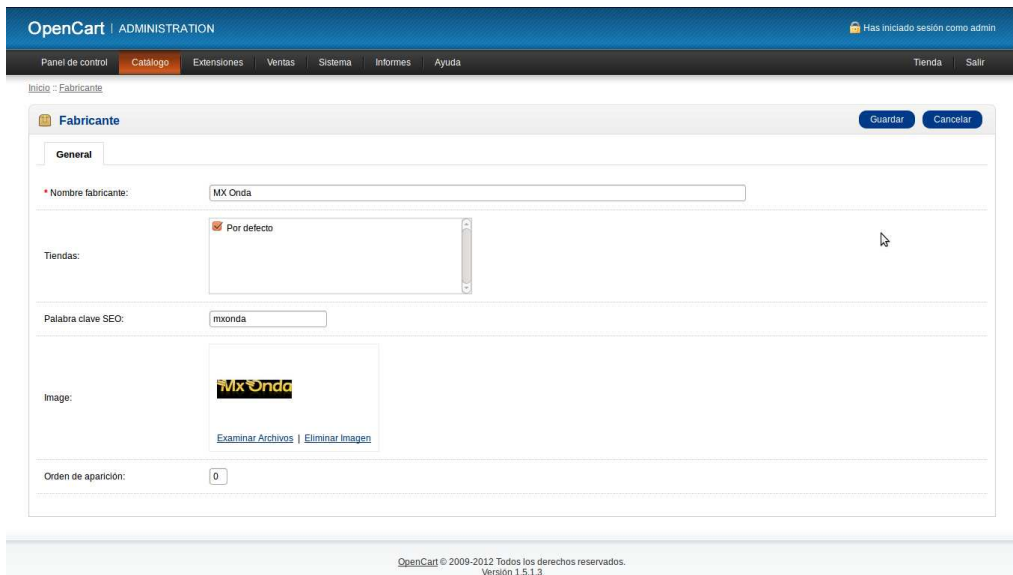 OpenCart | ADMINISTRATION Has iniciado sesión como admin
Panel de control Catálogo Extensiones Ventas Sistema Informes Ayuda Tienda Salir
Inicio :: Fabricante
Fabricante Guardar Cancelar
General
* Nombre fabricante: MX Onda
Por defecto
Tiendas:
Palabra clave SEO: mxonda
Mx Onda
Image:
Examinar Archivos | Eliminar Imagen
Orden de aparición: 0
OpenCart © 2009-2012 Todos los derechos reservados.
Versión 1.5.1.3.